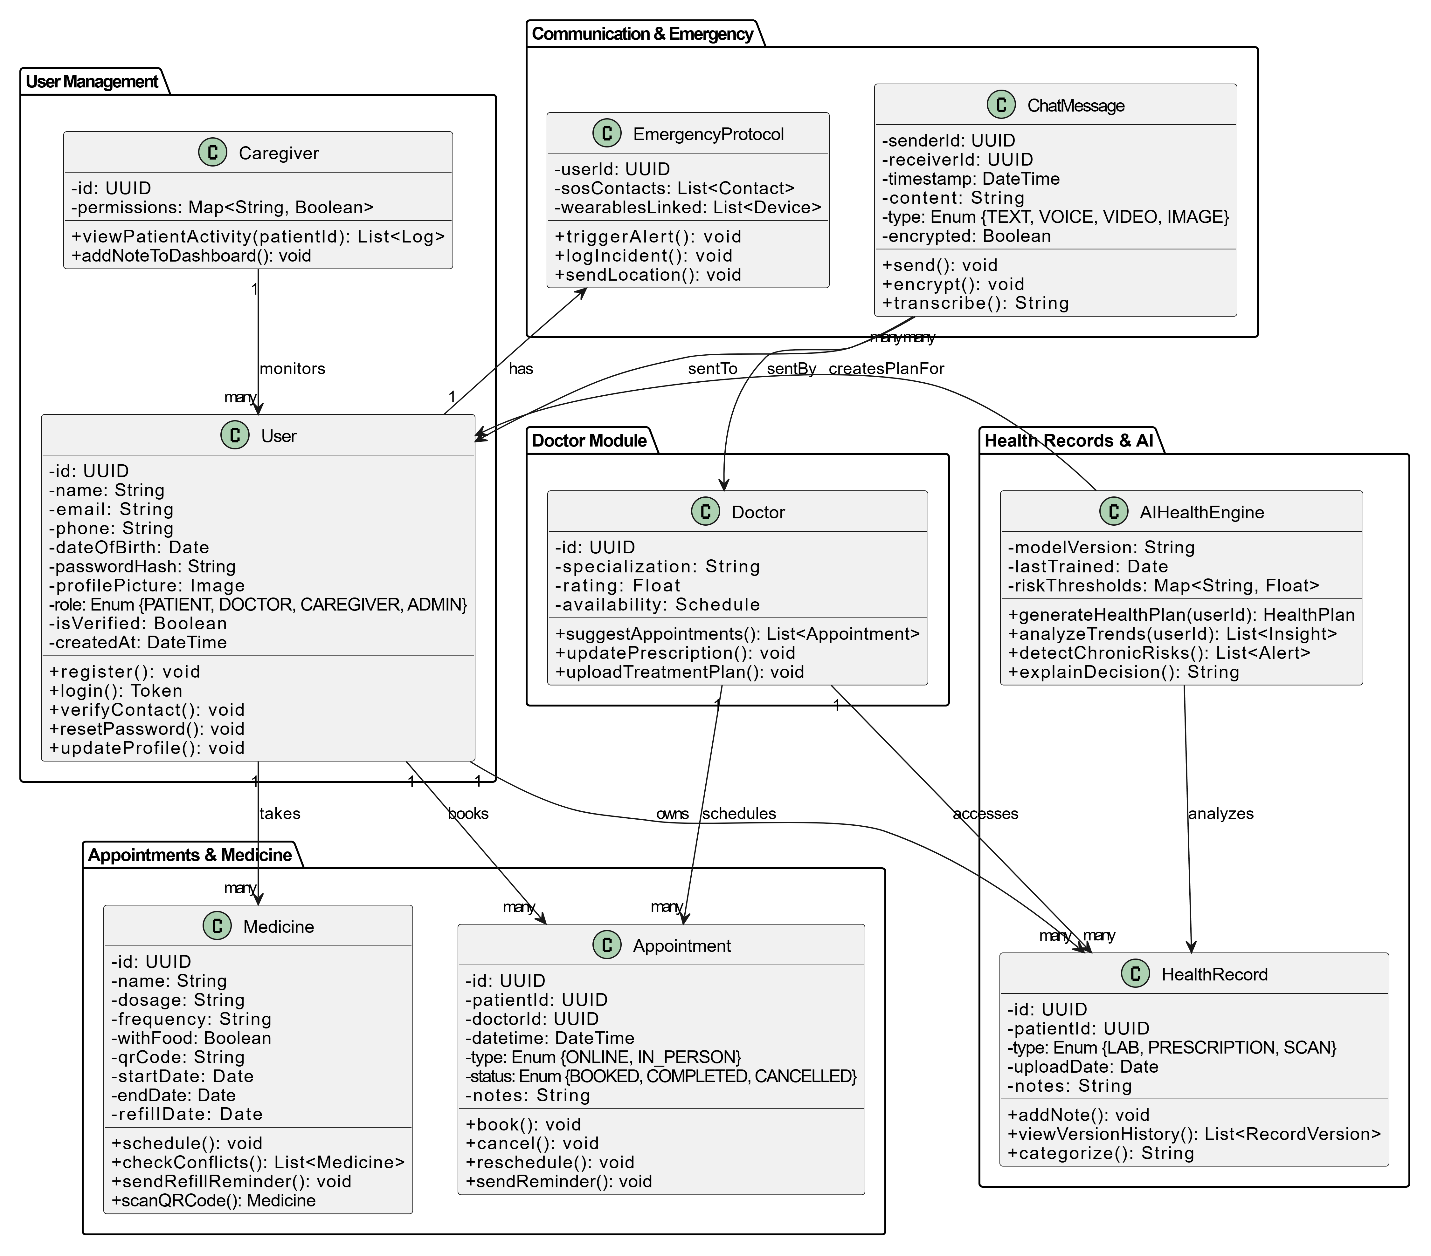 Communication & Emergency
User Management
C ChatMessage
-senderId: UUID
-receiverId: UUID
-timestamp: DateTime
-content: String
-type: Enum {TEXT, VOICE, VIDEO, IMAGE}
-encrypted: Boolean
+send(): void
+encrypt(): void
+transcribe(): String
C EmergencyProtocol
-userId: UUID
-sosContacts: List<Contact>
-wearablesLinked: List<Device>
+triggerAlert(): void
+logIncident(): void
+sendLocation(): void
C Caregiver
-id: UUID
-permissions: Map<String, Boolean>
+viewPatientActivity(patientId): List<Log>
+addNoteToDashboard(): void
1
many many
monitors
has
sentTo
sentBy
createsPlanFor
many
1
C User
-id: UUID
-name: String
-email: String
-phone: String
-dateOfBirth: Date
-passwordHash: String
-profilePicture: Image
-role: Enum {PATIENT, DOCTOR, CAREGIVER, ADMIN}
-isVerified: Boolean
-createdAt: DateTime
+register(): void
+login(): Token
+verifyContact(): void
+resetPassword(): void
+updateProfile(): void
Doctor Module
C Doctor
-id: UUID
-specialization: String
-rating: Float
-availability: Schedule
+suggestAppointments(): List<Appointment>
+updatePrescription(): void
+uploadTreatmentPlan(): void
Health Records & AI
C AIHealthEngine
-modelVersion: String
-lastTrained: Date
-riskThresholds: Map<String, Float>
+generateHealthPlan(userId): HealthPlan
+analyzeTrends(userId): List<Insight>
+detectChronicRisks(): List<Alert>
+explainDecision(): String
1
1
1
1
1
takes
books
owns
schedules
accesses
analyzes
Appointments & Medicine
many
many
many
many
many
C Medicine
-id: UUID
-name: String
-dosage: String
-frequency: String
-withFood: Boolean
-qrCode: String
-startDate: Date
-endDate: Date
-refillDate: Date
+schedule(): void
+checkConflicts(): List<Medicine>
+sendRefillReminder(): void
+scanQRCode(): Medicine
C Appointment
-id: UUID
-patientId: UUID
-doctorId: UUID
-datetime: DateTime
-type: Enum {ONLINE, IN_PERSON}
-status: Enum {BOOKED, COMPLETED, CANCELLED}
-notes: String
+book(): void
+cancel(): void
+reschedule(): void
+sendReminder(): void
C HealthRecord
-id: UUID
-patientId: UUID
-type: Enum {LAB, PRESCRIPTION, SCAN}
-uploadDate: Date
-notes: String
+addNote(): void
+viewVersionHistory(): List<RecordVersion>
+categorize(): String